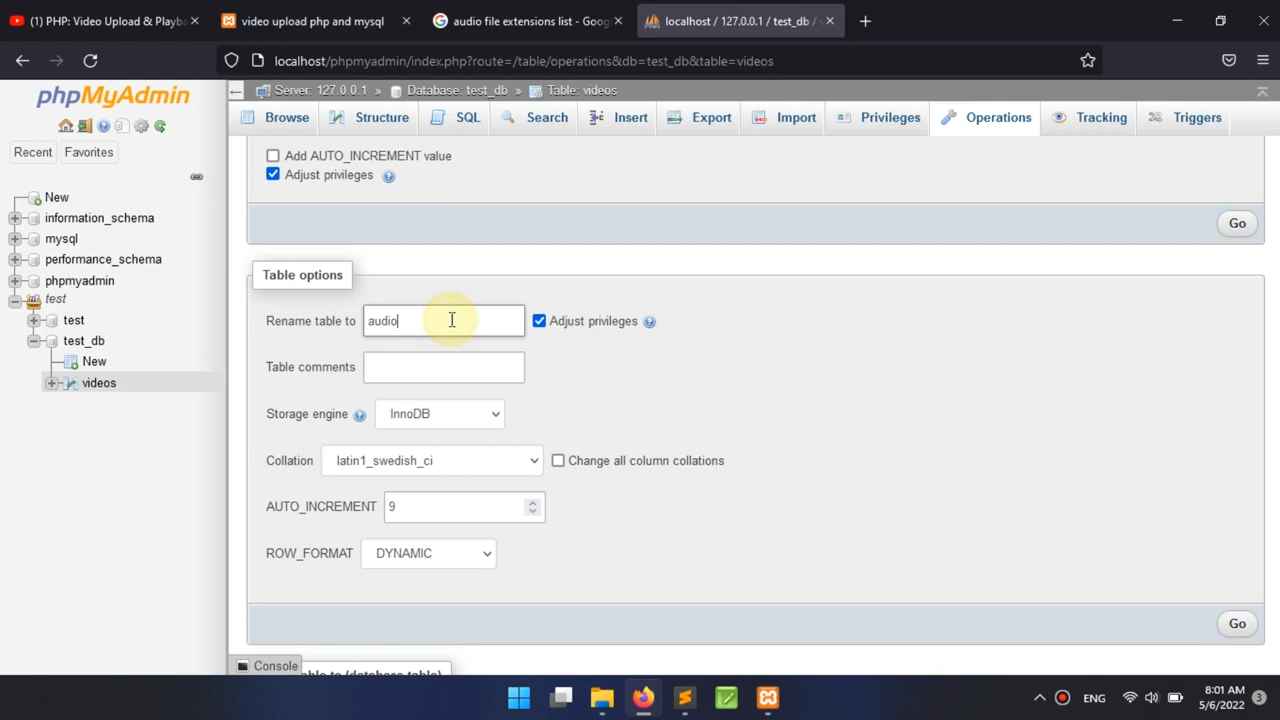 (1) PHP: Video Upload & Playba
video upload php and mysql
audio file extensions list - Goog
localhost / 127.0.0.1 / test_db /
localhost/phpmyadmin/index.php?route=/table/operations&db=test_db&table=videos
phpMyAdmin
Server: 127.0.0.1 » Database: test_db » Table: videos
Browse Structure SQL Search Insert Export Import Privileges Operations Tracking Triggers
Recent Favorites
New
information_schema
mysql
performance_schema
phpmyadmin
test
test
test_db
New
videos
Add AUTO_INCREMENT value
Adjust privileges
Go
Table options
Rename table to audio Adjust privileges
Table comments
Storage engine InnoDB
Collation latin1_swedish_ci Change all column collations
AUTO_INCREMENT 9
ROW_FORMAT DYNAMIC
Go
Console
able to (database.table)
ENG
8:01 AM
5/6/2022
3